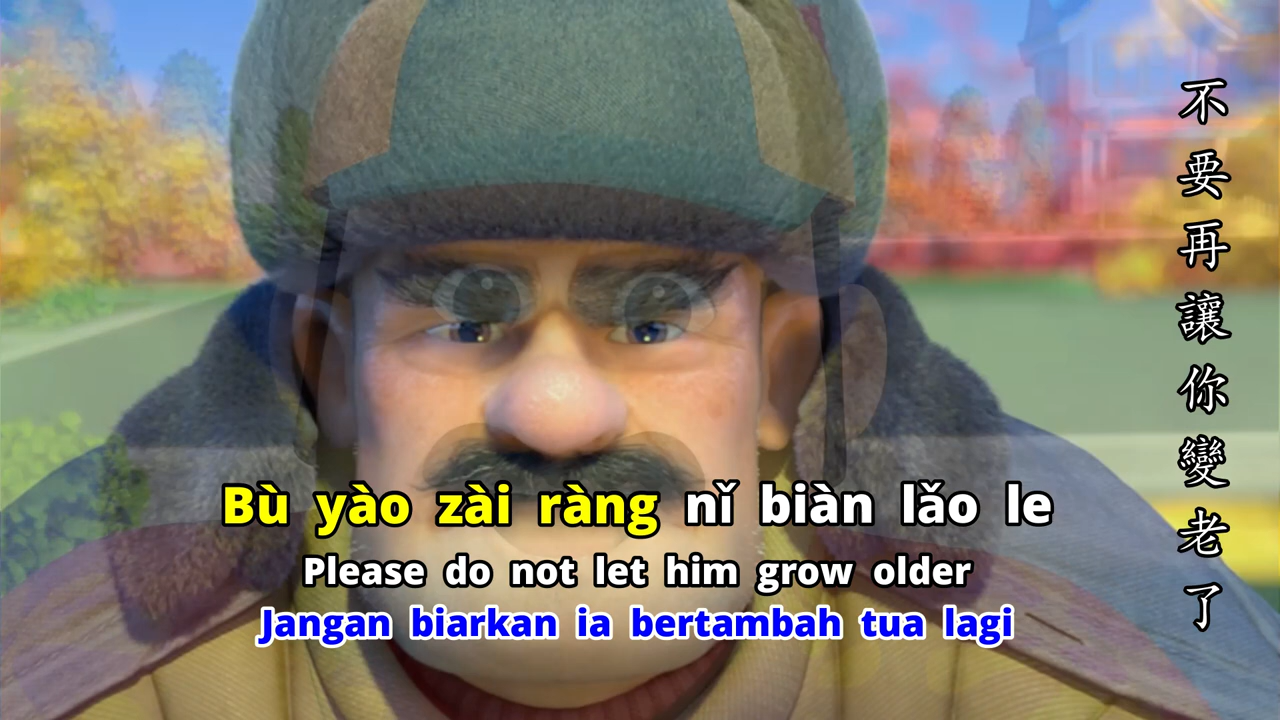 不要再讓你變老了
Bù yào zài ràng nǐ biàn lǎo le
Please do not let him grow older
Jangan biarkan ia bertambah tua lagi